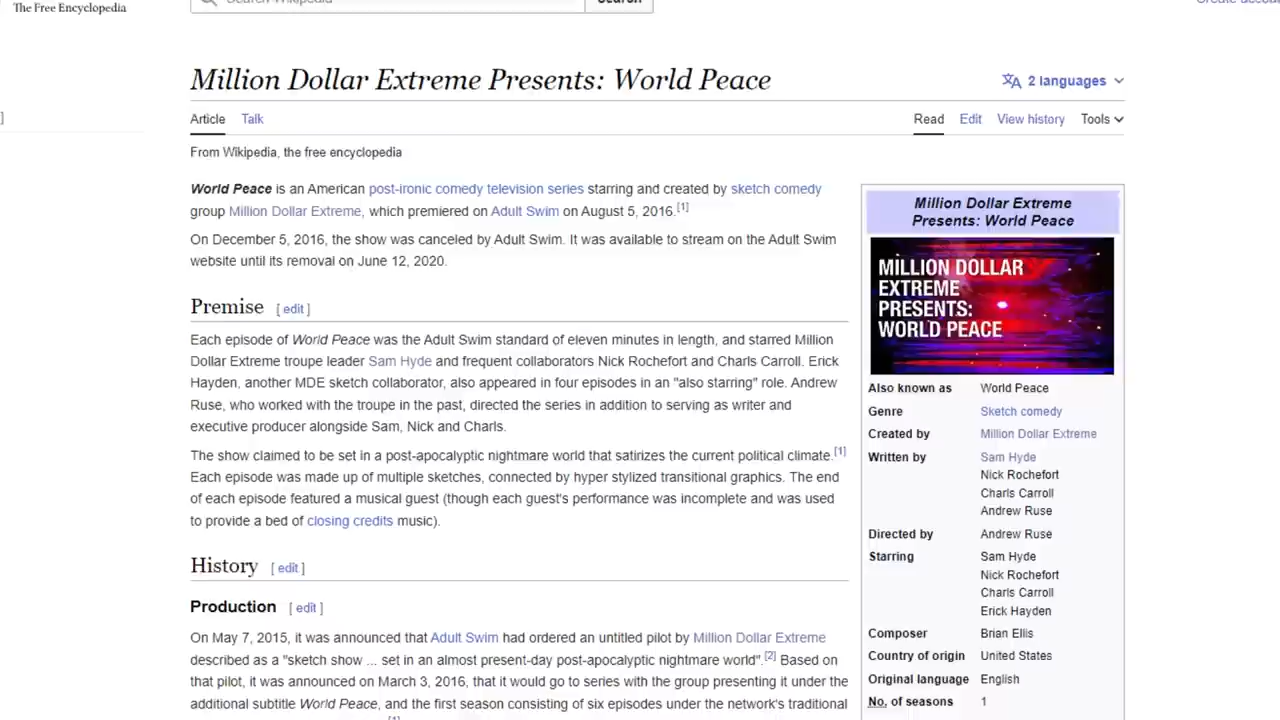 The Free Encyclopedia
Search Wikipedia
Search
Create account
Million Dollar Extreme Presents: World Peace
2 languages
]
Article Talk
Read Edit View history Tools
From Wikipedia, the free encyclopedia
World Peace is an American post-ironic comedy television series starring and created by sketch comedy
group Million Dollar Extreme, which premiered on Adult Swim on August 5, 2016.[1]
On December 5, 2016, the show was canceled by Adult Swim. It was available to stream on the Adult Swim
website until its removal on June 12, 2020.
Premise [ edit ]
Each episode of World Peace was the Adult Swim standard of eleven minutes in length, and starred Million
Dollar Extreme troupe leader Sam Hyde and frequent collaborators Nick Rochefort and Charls Carroll. Erick
Hayden, another MDE sketch collaborator, also appeared in four episodes in an "also starring" role. Andrew
Ruse, who worked with the troupe in the past, directed the series in addition to serving as writer and
executive producer alongside Sam, Nick and Charls.
The show claimed to be set in a post-apocalyptic nightmare world that satirizes the current political climate.[1]
Each episode was made up of multiple sketches, connected by hyper stylized transitional graphics. The end
of each episode featured a musical guest (though each guest's performance was incomplete and was used
to provide a bed of closing credits music).
History [ edit ]
Production [ edit ]
On May 7, 2015, it was announced that Adult Swim had ordered an untitled pilot by Million Dollar Extreme
described as a "sketch show ... set in an almost present-day post-apocalyptic nightmare world".[2] Based on
that pilot, it was announced on March 3, 2016, that it would go to series with the group presenting it under the
additional subtitle World Peace, and the first season consisting of six episodes under the network's traditional
[1]
Million Dollar Extreme
Presents: World Peace
MILLION DOLLAR
EXTREME
PRESENTS:
WORLD PEACE
Also known as World Peace
Genre Sketch comedy
Created by Million Dollar Extreme
Written by Sam Hyde
Nick Rochefort
Charls Carroll
Andrew Ruse
Directed by Andrew Ruse
Starring Sam Hyde
Nick Rochefort
Charls Carroll
Erick Hayden
Composer Brian Ellis
Country of origin United States
Original language English
No. of seasons 1